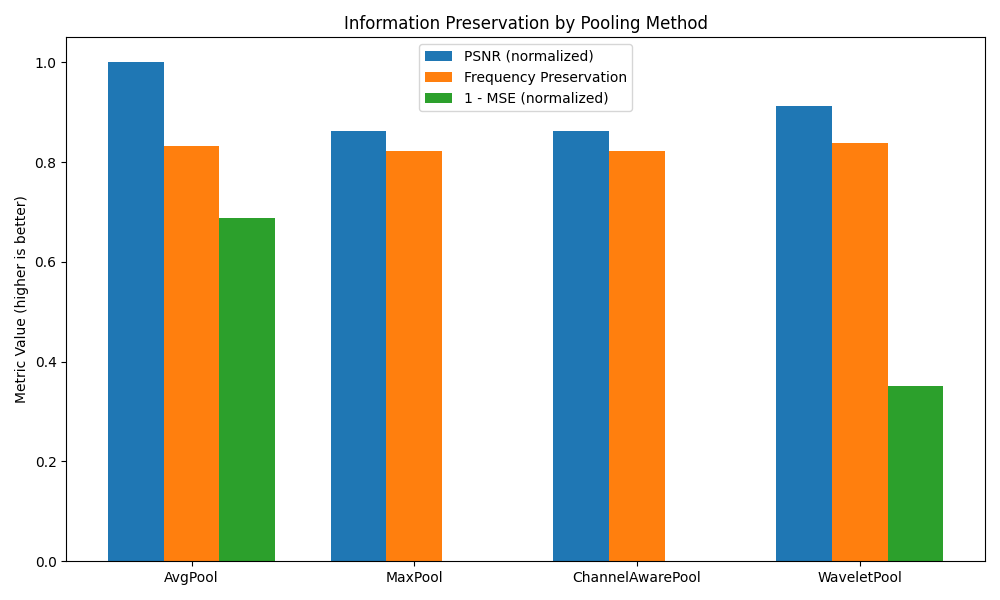 Information Preservation by Pooling Method
PSNR (normalized)
Frequency Preservation
1 - MSE (normalized)
Metric Value (higher is better)
1.0
0.8
0.6
0.4
0.2
0.0
AvgPool
MaxPool
ChannelAwarePool
WaveletPool